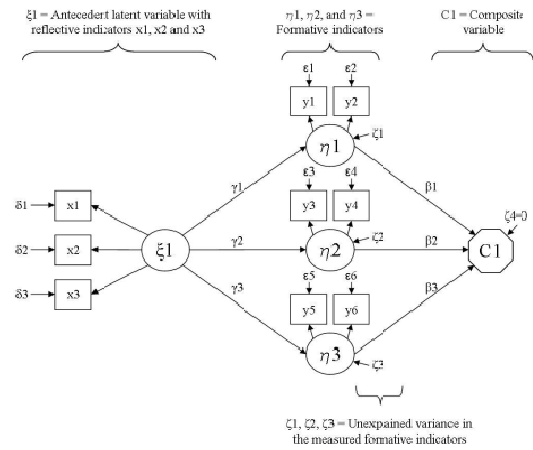 ξ1 = Antecedert latent variable with
reflective indizators x1, x2 and x3
η1, η2, and η3 =
Formative indicators
C1 = Composite
variable
ε1 ε2
y1 y2
η1
ζ1
ε3 ε4
γ1
β1
δ1 x1
y3 y4
ζ4=0
δ2 x2
ξ1
γ2
η2
ζ2
β2
C1
δ3 x3
γ3
ε5 ε6
β3
y5 y6
η3
ζ3
ζ1, ζ2, ζ3 = Unexpained variance in
the measured formative indicators